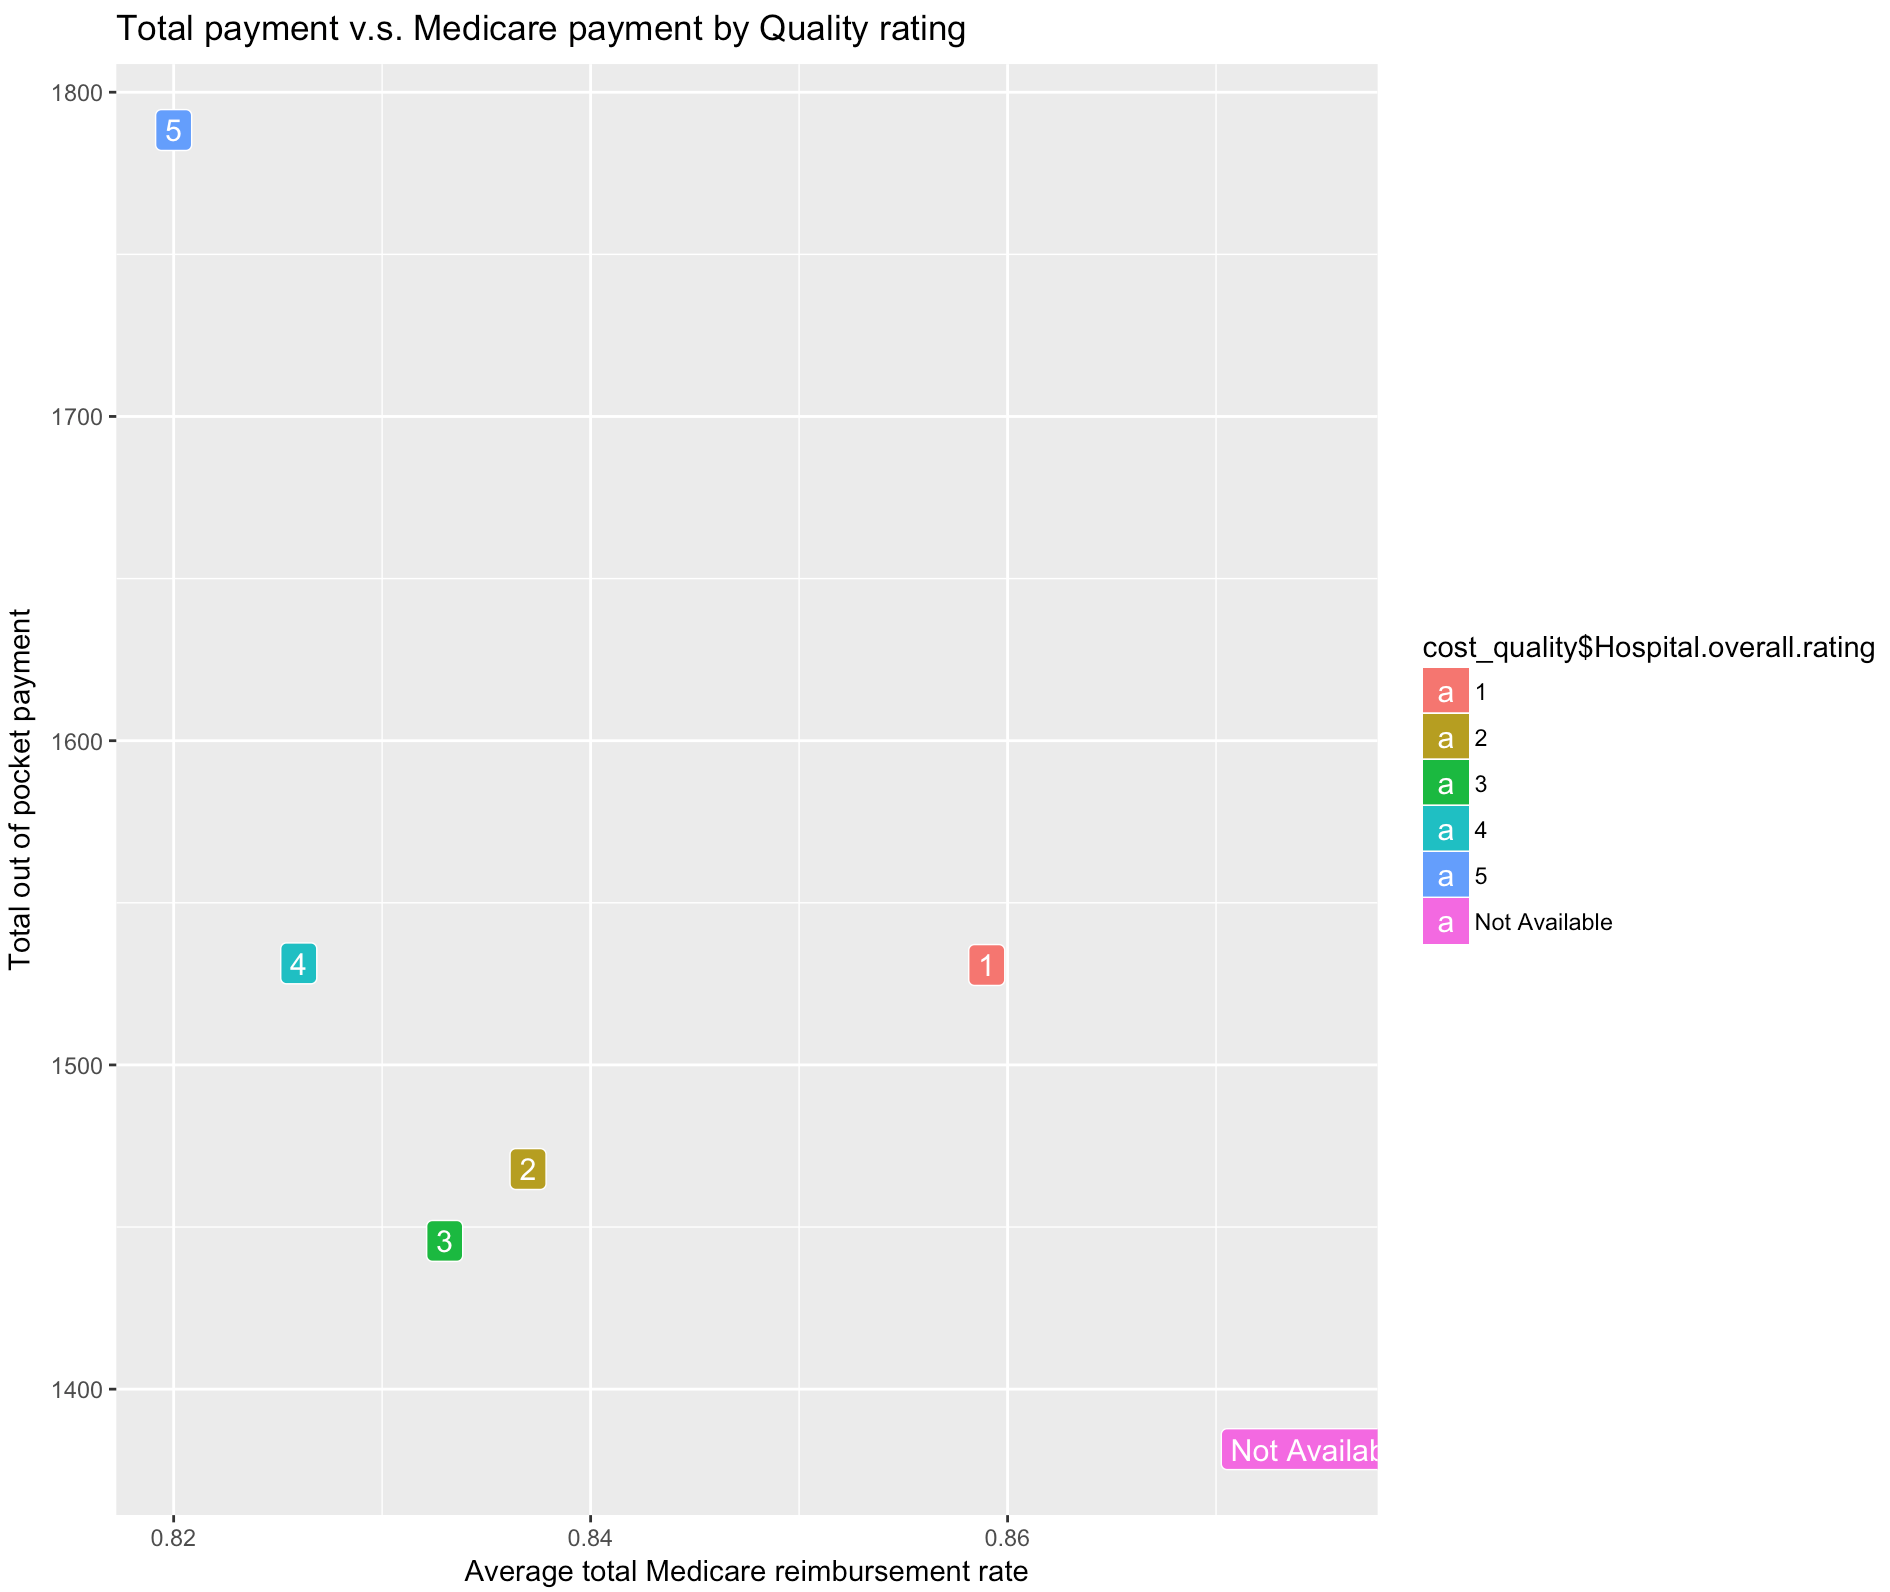 Total payment v.s. Medicare payment by Quality rating
Total out of pocket payment
1800
1700
1600
1500
1400
5
4
1
2
3
Not Availab
0.82
0.84
0.86
Average total Medicare reimbursement rate
cost_quality$Hospital.overall.rating
a 1
a 2
a 3
a 4
a 5
a Not Available